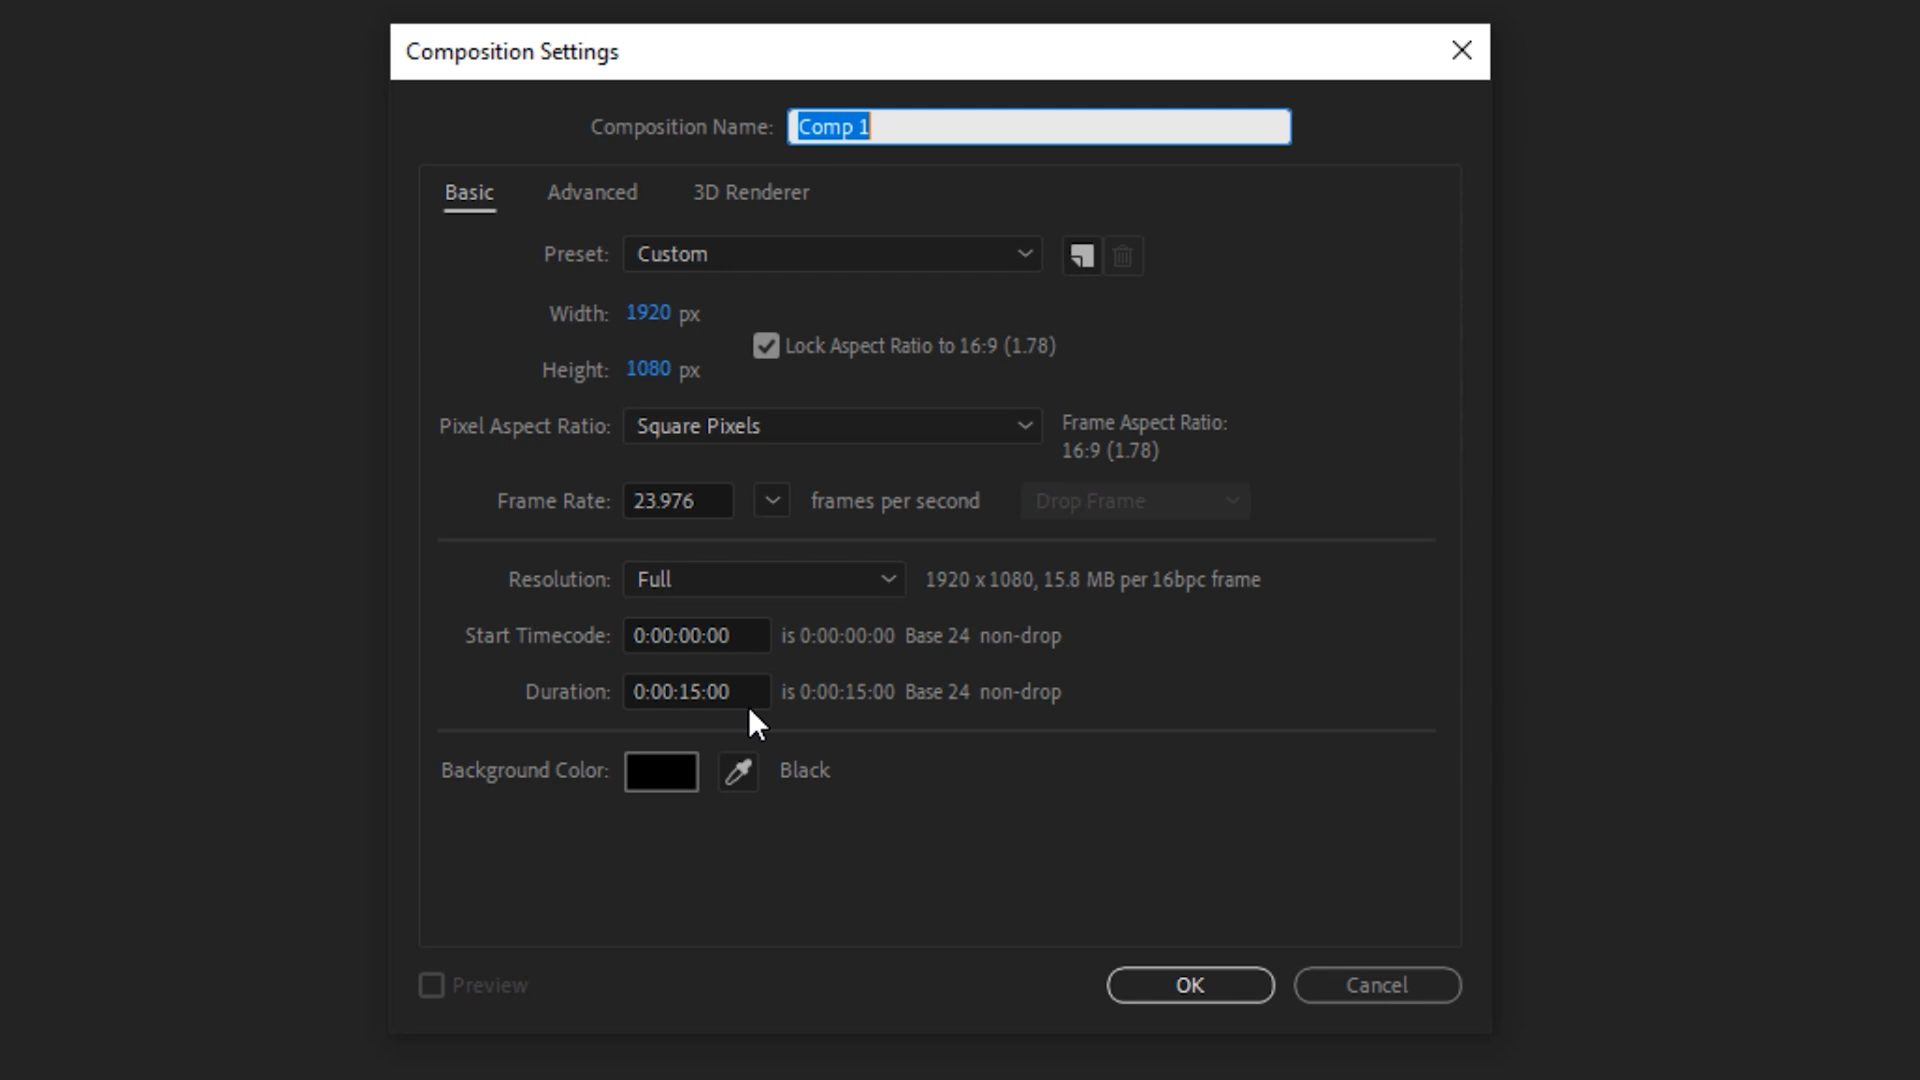 Composition Settings
Composition Name: Comp 1
Basic Advanced 3D Renderer
Preset: Custom
Width: 1920 px
Lock Aspect Ratio to 16:9 (1.78)
Height: 1080 px
Pixel Aspect Ratio: Square Pixels
Frame Aspect Ratio:
16:9 (1.78)
Frame Rate: 23.976 frames per second Drop Frame
Resolution: Full 1920 x 1080, 15.8 MB per 16bpc frame
Start Timecode: 0:00:00:00 is 0:00:00:00 Base 24 non-drop
Duration: 0:00:15:00 is 0:00:15:00 Base 24 non-drop
Background Color: Black
Preview OK Cancel